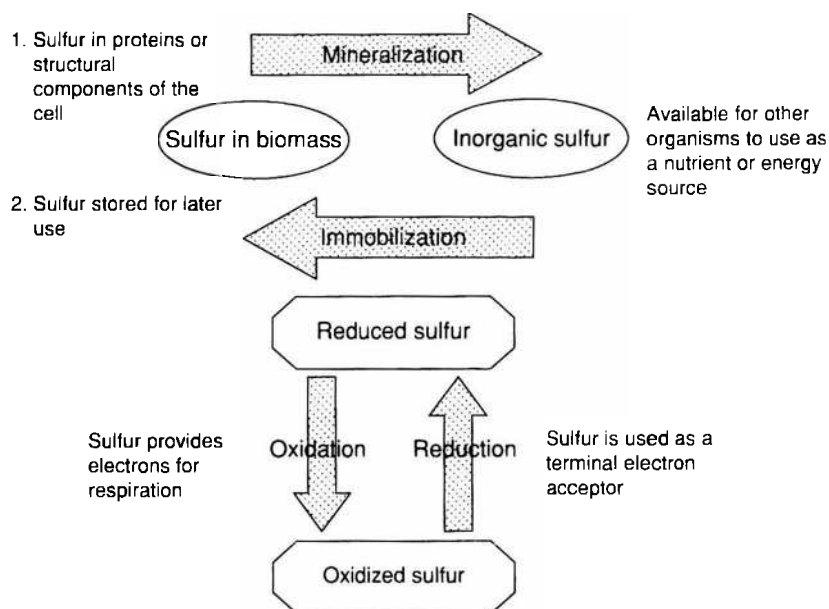 1. Sulfur in proteins or
structural
components of the
cell
Mineralization
Sulfur in biomass
Inorganic sulfur
Available for other
organisms to use as
a nutrient or energy
source
2. Sulfur stored for later
use
Immobilization
Reduced sulfur
Sulfur provides
electrons for
respiration
Oxidation
Reduction
Sulfur is used as a
terminal electron
acceptor
Oxidized sulfur